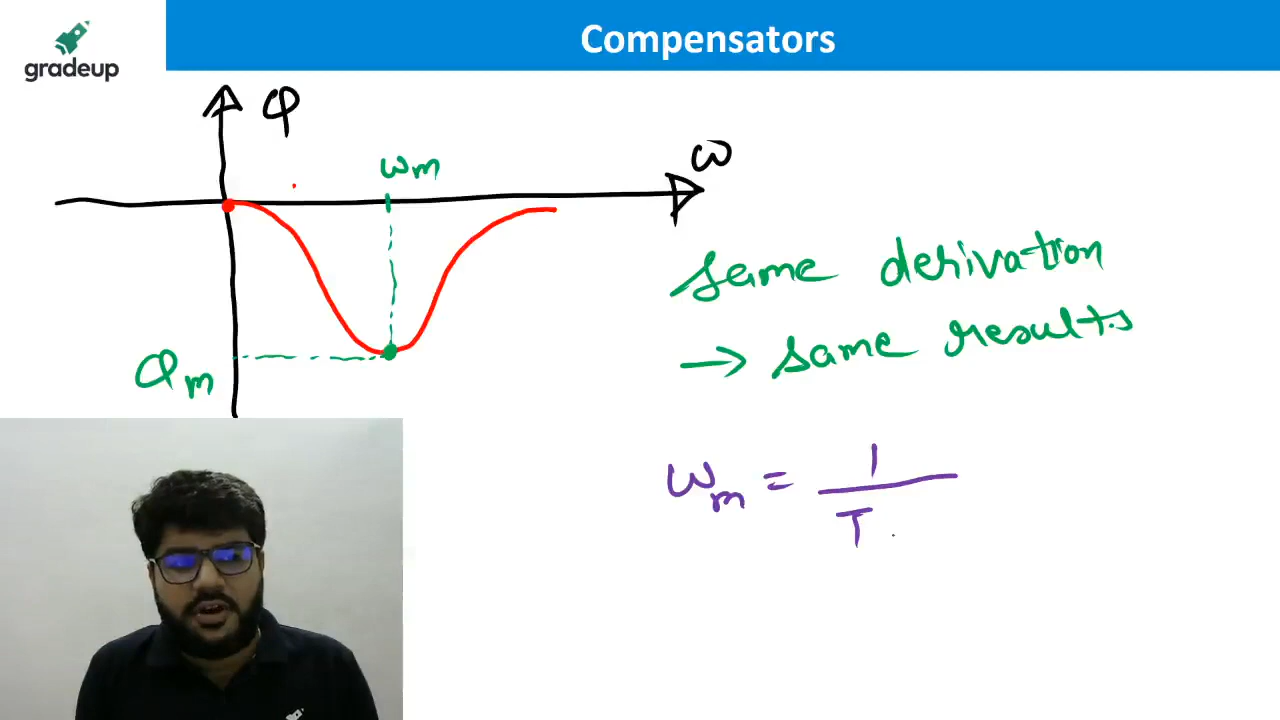 gradeup
Compensators
φ
ω
ωm
φm
same derivation
→ same results
ωm = 1/T